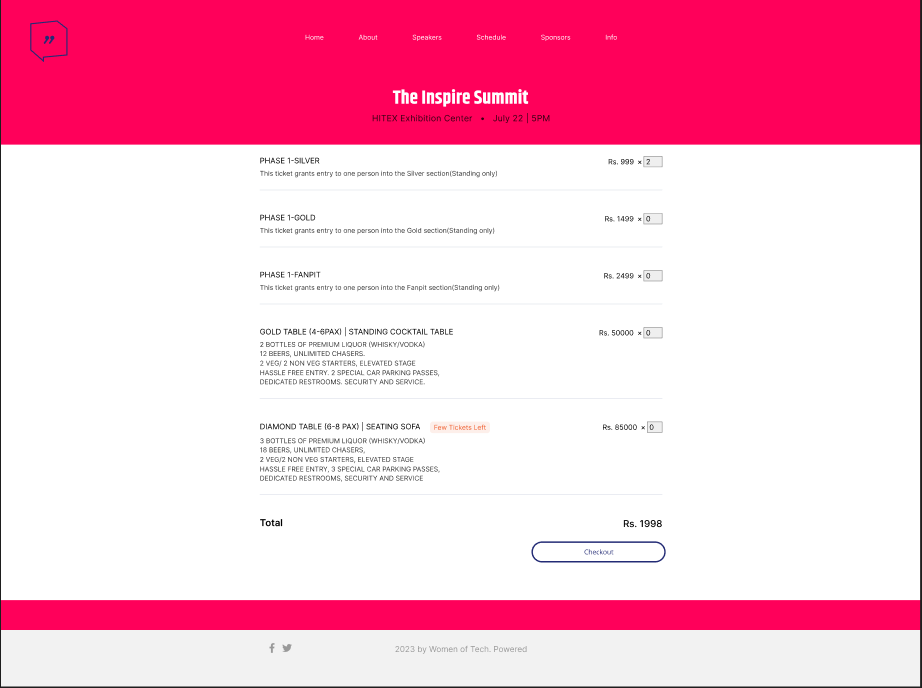 ”
Home About Speakers Schedule Sponsors Info
The Inspire Summit
HITEX Exhibition Center • July 22 | 5PM
PHASE 1-SILVER Rs. 999 × 2
This ticket grants entry to one person into the Silver section(Standing only)
PHASE 1-GOLD Rs. 1499 × 0
This ticket grants entry to one person into the Gold section(Standing only)
PHASE 1-FANPIT Rs. 2499 × 0
This ticket grants entry to one person into the Fanpit section(Standing only)
GOLD TABLE (4-6PAX) | STANDING COCKTAIL TABLE Rs. 50000 × 0
2 BOTTLES OF PREMIUM LIQUOR (WHISKY/VODKA)
12 BEERS, UNLIMITED CHASERS.
2 VEG/ 2 NON VEG STARTERS, ELEVATED STAGE
HASSLE FREE ENTRY. 2 SPECIAL CAR PARKING PASSES,
DEDICATED RESTROOMS. SECURITY AND SERVICE.
DIAMOND TABLE (6-8 PAX) | SEATING SOFA Few Tickets Left Rs. 85000 × 0
3 BOTTLES OF PREMIUM LIQUOR (WHISKY/VODKA)
18 BEERS, UNLIMITED CHASERS,
2 VEG/2 NON VEG STARTERS, ELEVATED STAGE
HASSLE FREE ENTRY, 3 SPECIAL CAR PARKING PASSES,
DEDICATED RESTROOMS, SECURITY AND SERVICE
Total Rs. 1998
Checkout
2023 by Women of Tech. Powered